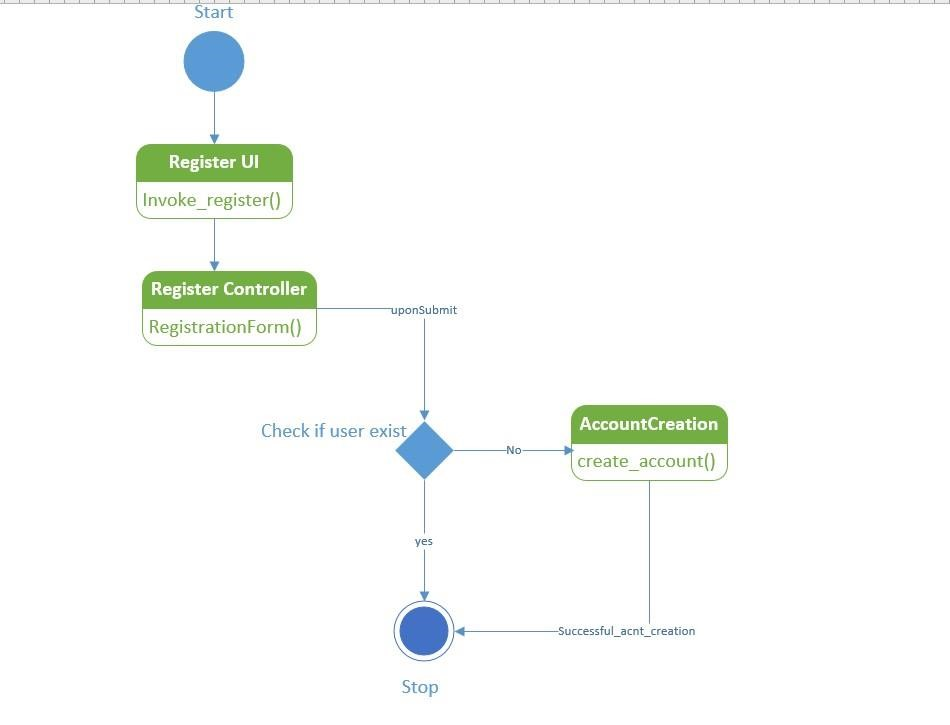 Start
Register UI
Invoke_register()
Register Controller
RegistrationForm()
uponSubmit
Check if user exist
No
AccountCreation
create_account()
yes
Successful_acnt_creation
Stop